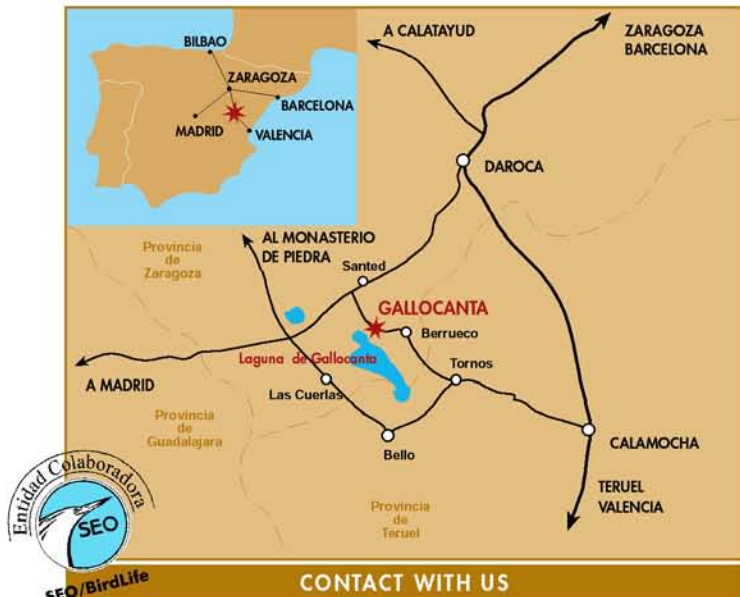 BILBAO
ZARAGOZA
BARCELONA
MADRID
VALENCIA
A CALATAYUD
ZARAGOZA
BARCELONA
DAROCA
AL MONASTERIO
DE PIEDRA
Provincia
de
Zaragoza
Santed
GALLOCANTA
Berrueco
Laguna de Gallocanta
Tornos
A MADRID
Las Cuerlas
Provincia
de
Guadalajara
Bello
CALAMOCHA
TERUEL
VALENCIA
Provincia
de
Teruel
Entidad Colaboradora
SEO
SEO/BirdLife
CONTACT WITH US